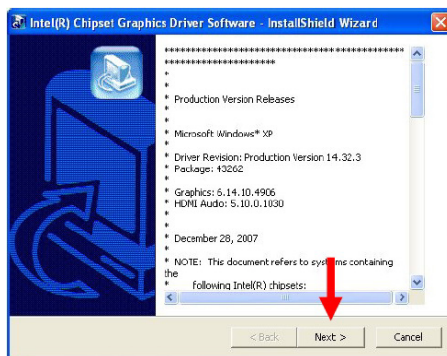 Intel(R) Chipset Graphics Driver Software - InstallShield Wizard
*************************************************
**********************
*
*
* Production Version Releases
*
*
* Microsoft Windows* XP
*
* Driver Revision: Production Version 14.32.3
* Package: 43262
*
* Graphics: 6.14.10.4906
* HDMI Audio: 5.10.0.1030
*
*
* December 28, 2007
*
* NOTE: This document refers to systems containing
the
* following Intel(R) chipsets:
< Back Next > Cancel